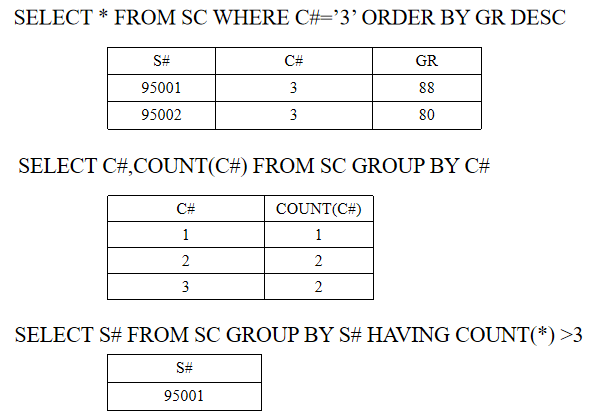 SELECT * FROM SC WHERE C#=’3’ ORDER BY GR DESC
S# C# GR
95001 3 88
95002 3 80
SELECT C#,COUNT(C#) FROM SC GROUP BY C#
C# COUNT(C#)
1 1
2 2
3 2
SELECT S# FROM SC GROUP BY S# HAVING COUNT(*) >3
S#
95001